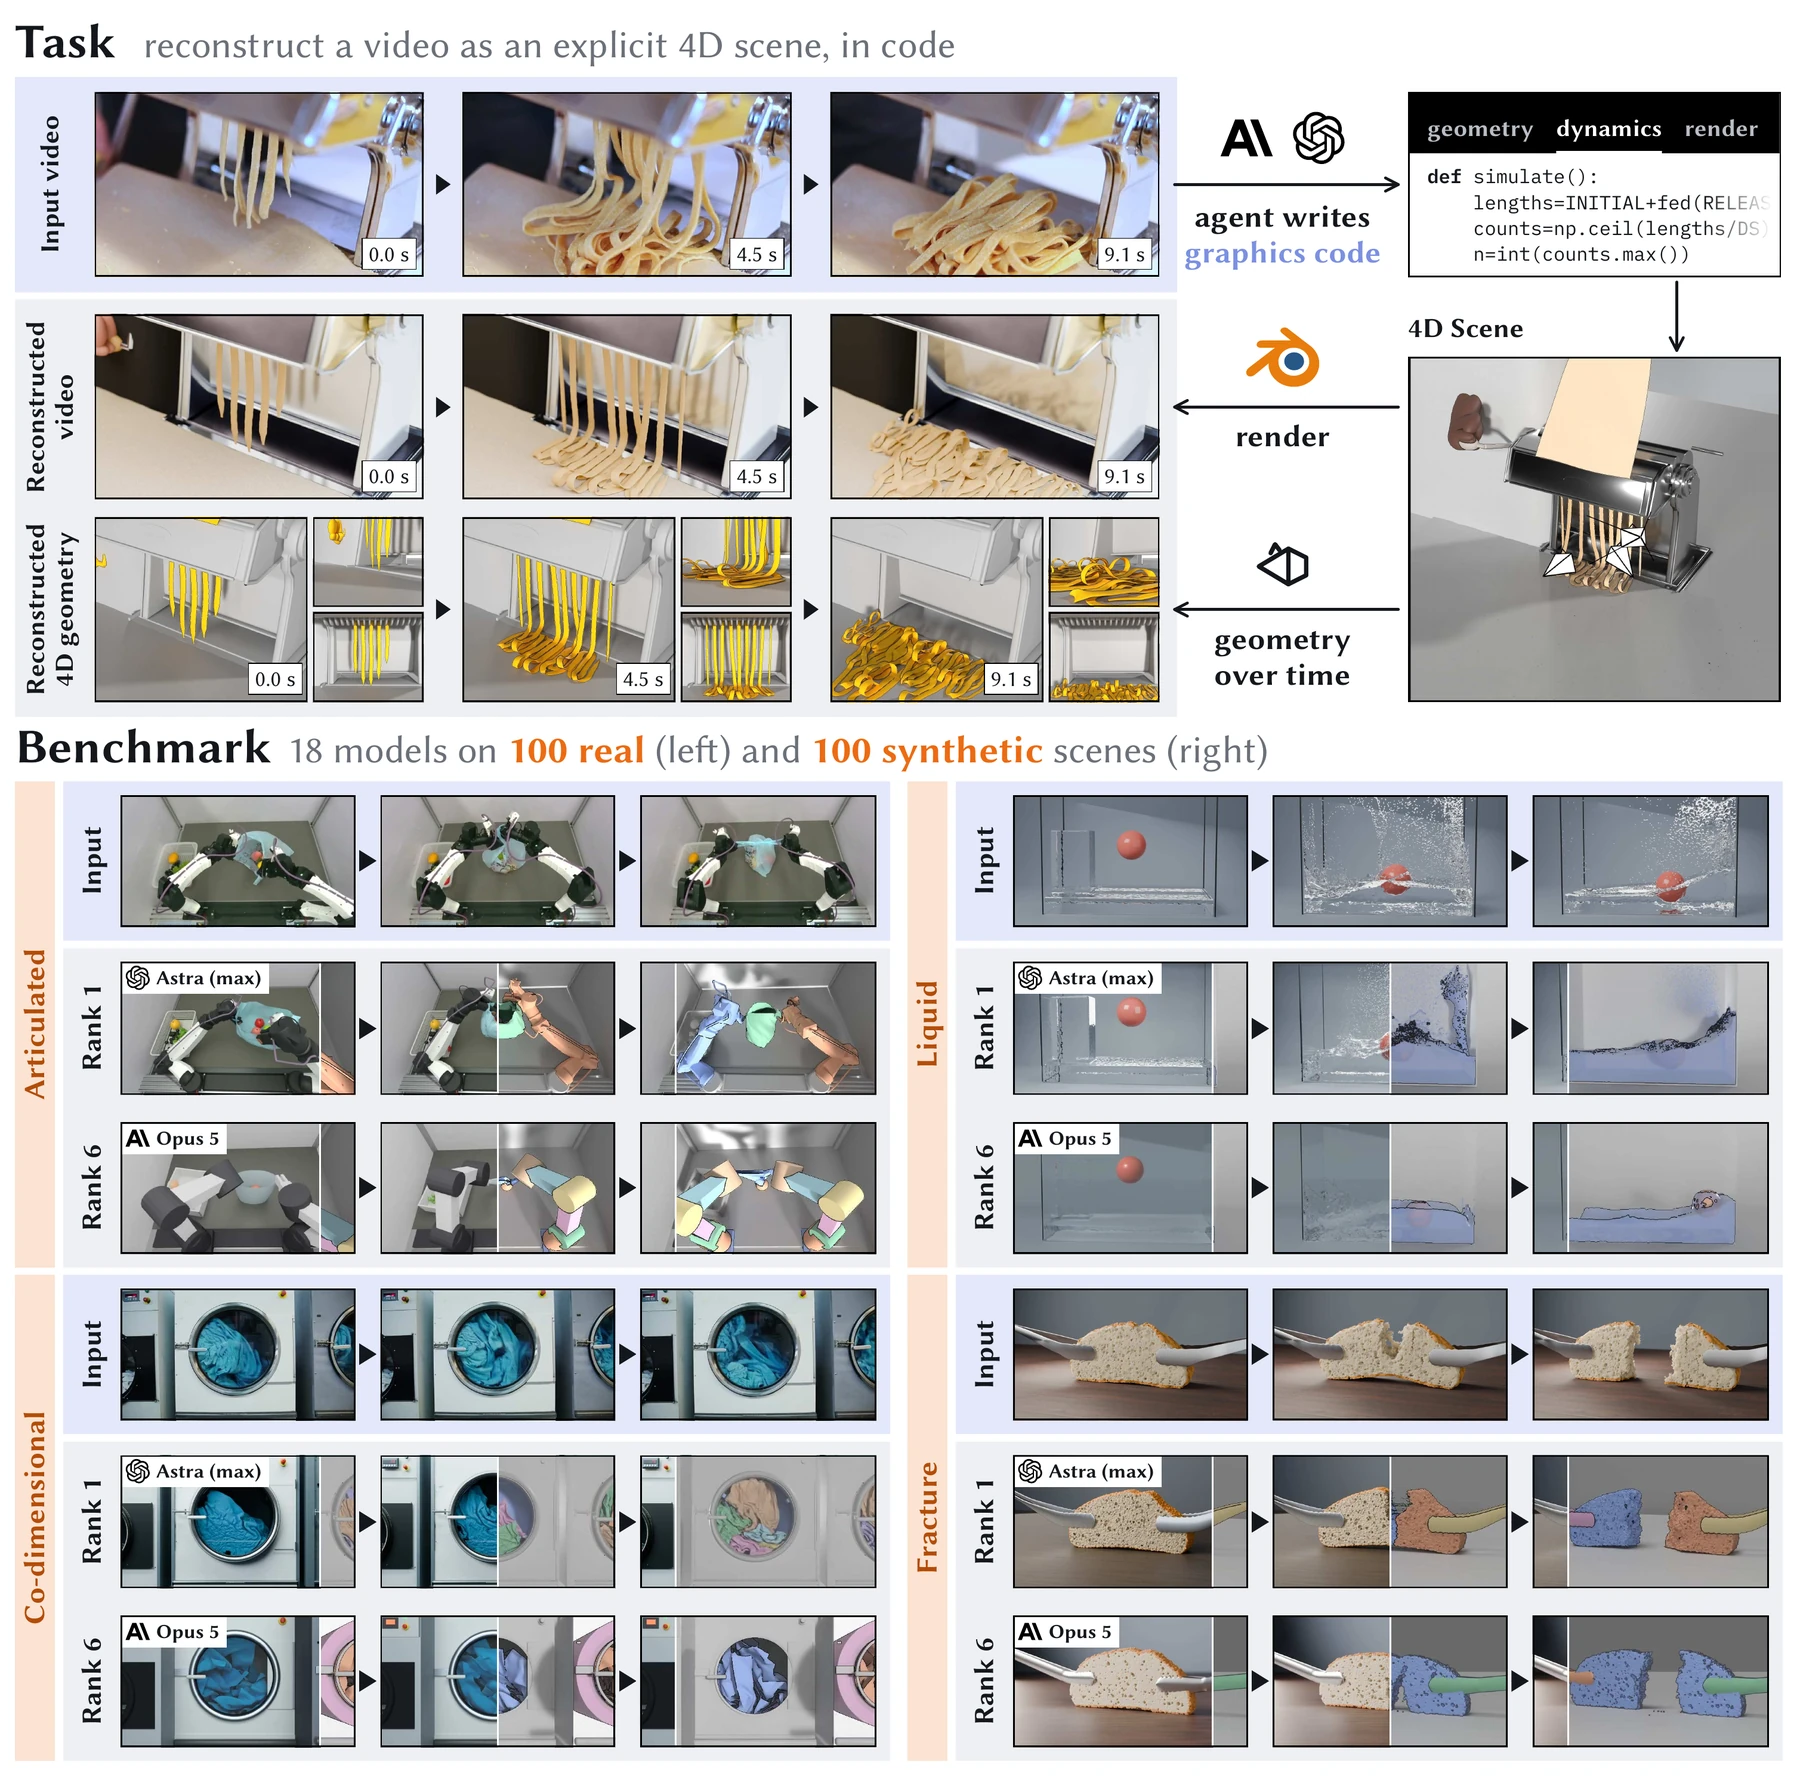 Task reconstruct a video as an explicit 4D scene, in code
Input video
0.0 s
4.5 s
9.1 s
agent writes
graphics code
geometry dynamics render
def simulate():
lengths=INITIAL+fed(RELEAS
counts=np.ceil(lengths/DS)
n=int(counts.max())
Reconstructed
video
0.0 s
4.5 s
9.1 s
render
4D Scene
Reconstructed
4D geometry
0.0 s
4.5 s
9.1 s
geometry
over time
Benchmark 18 models on 100 real (left) and 100 synthetic scenes (right)
Articulated
Input
Rank 1
Astra (max)
Rank 6
Opus 5
Liquid
Input
Rank 1
Astra (max)
Rank 6
Opus 5
Co-dimensional
Input
Rank 1
Astra (max)
Rank 6
Opus 5
Fracture
Input
Rank 1
Astra (max)
Rank 6
Opus 5